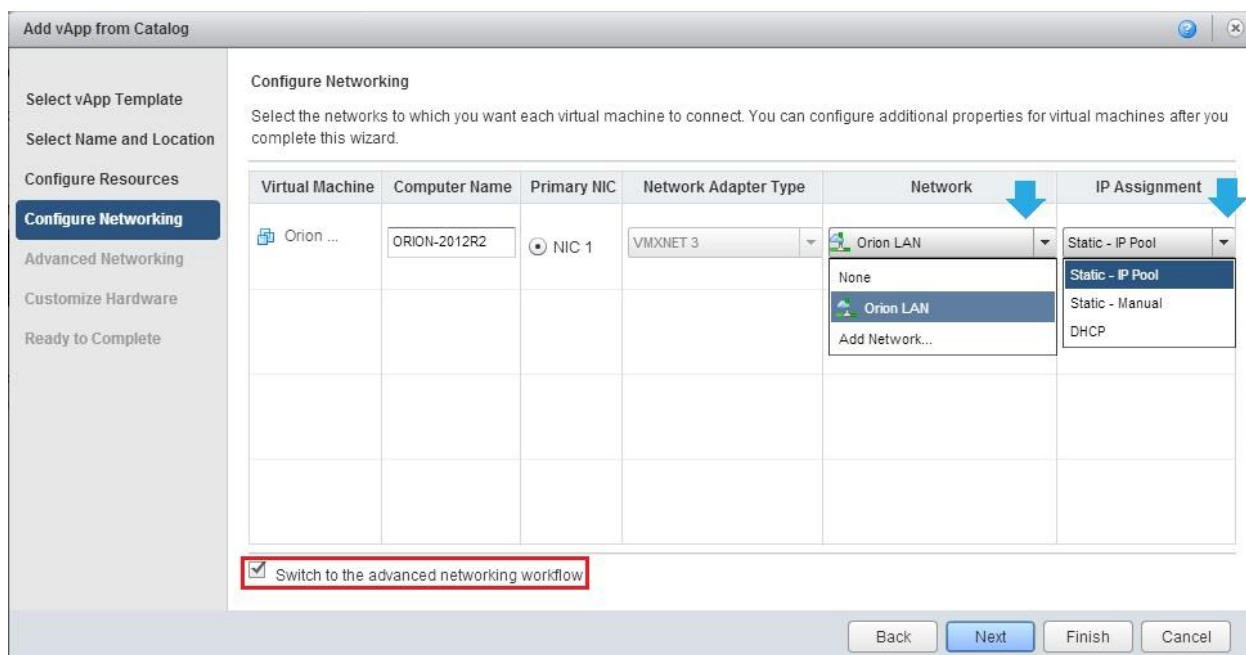 Add vApp from Catalog
Select vApp Template
Select Name and Location
Configure Resources
Configure Networking
Advanced Networking
Customize Hardware
Ready to Complete
Configure Networking
Select the networks to which you want each virtual machine to connect. You can configure additional properties for virtual machines after you
complete this wizard.
Virtual Machine Computer Name Primary NIC Network Adapter Type Network IP Assignment
Orion ... ORION-2012R2 NIC 1 VMXNET 3 Orion LAN Static - IP Pool
None Static - IP Pool
Orion LAN Static - Manual
Add Network... DHCP
Switch to the advanced networking workflow
Back Next Finish Cancel